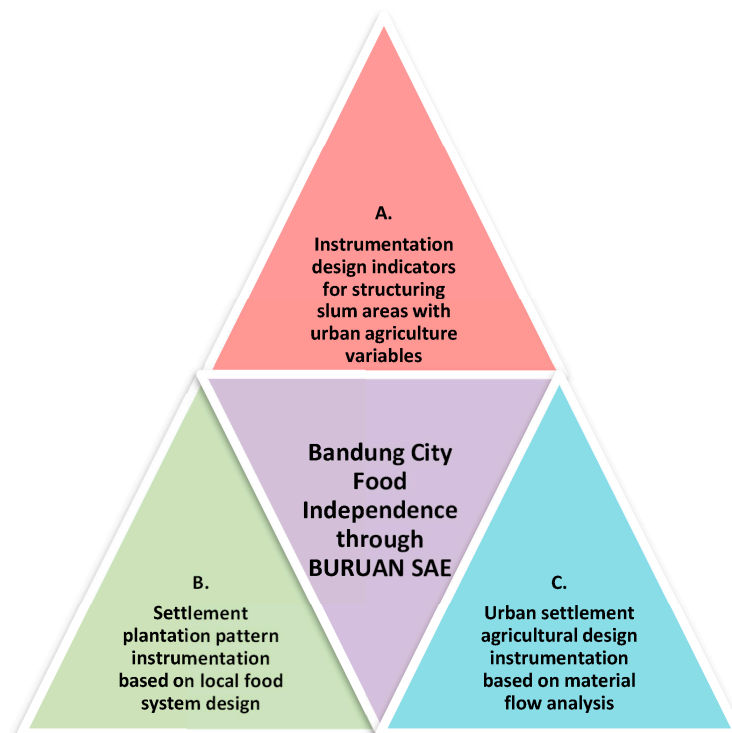 A.
Instrumentation
design indicators
for structuring
slum areas with
urban agriculture
variables
Bandung City
Food
Independence
through
BURUAN SAE
B.
Settlement
plantation pattern
instrumentation
based on local food
system design
C.
Urban settlement
agricultural design
instrumentation
based on material
flow analysis